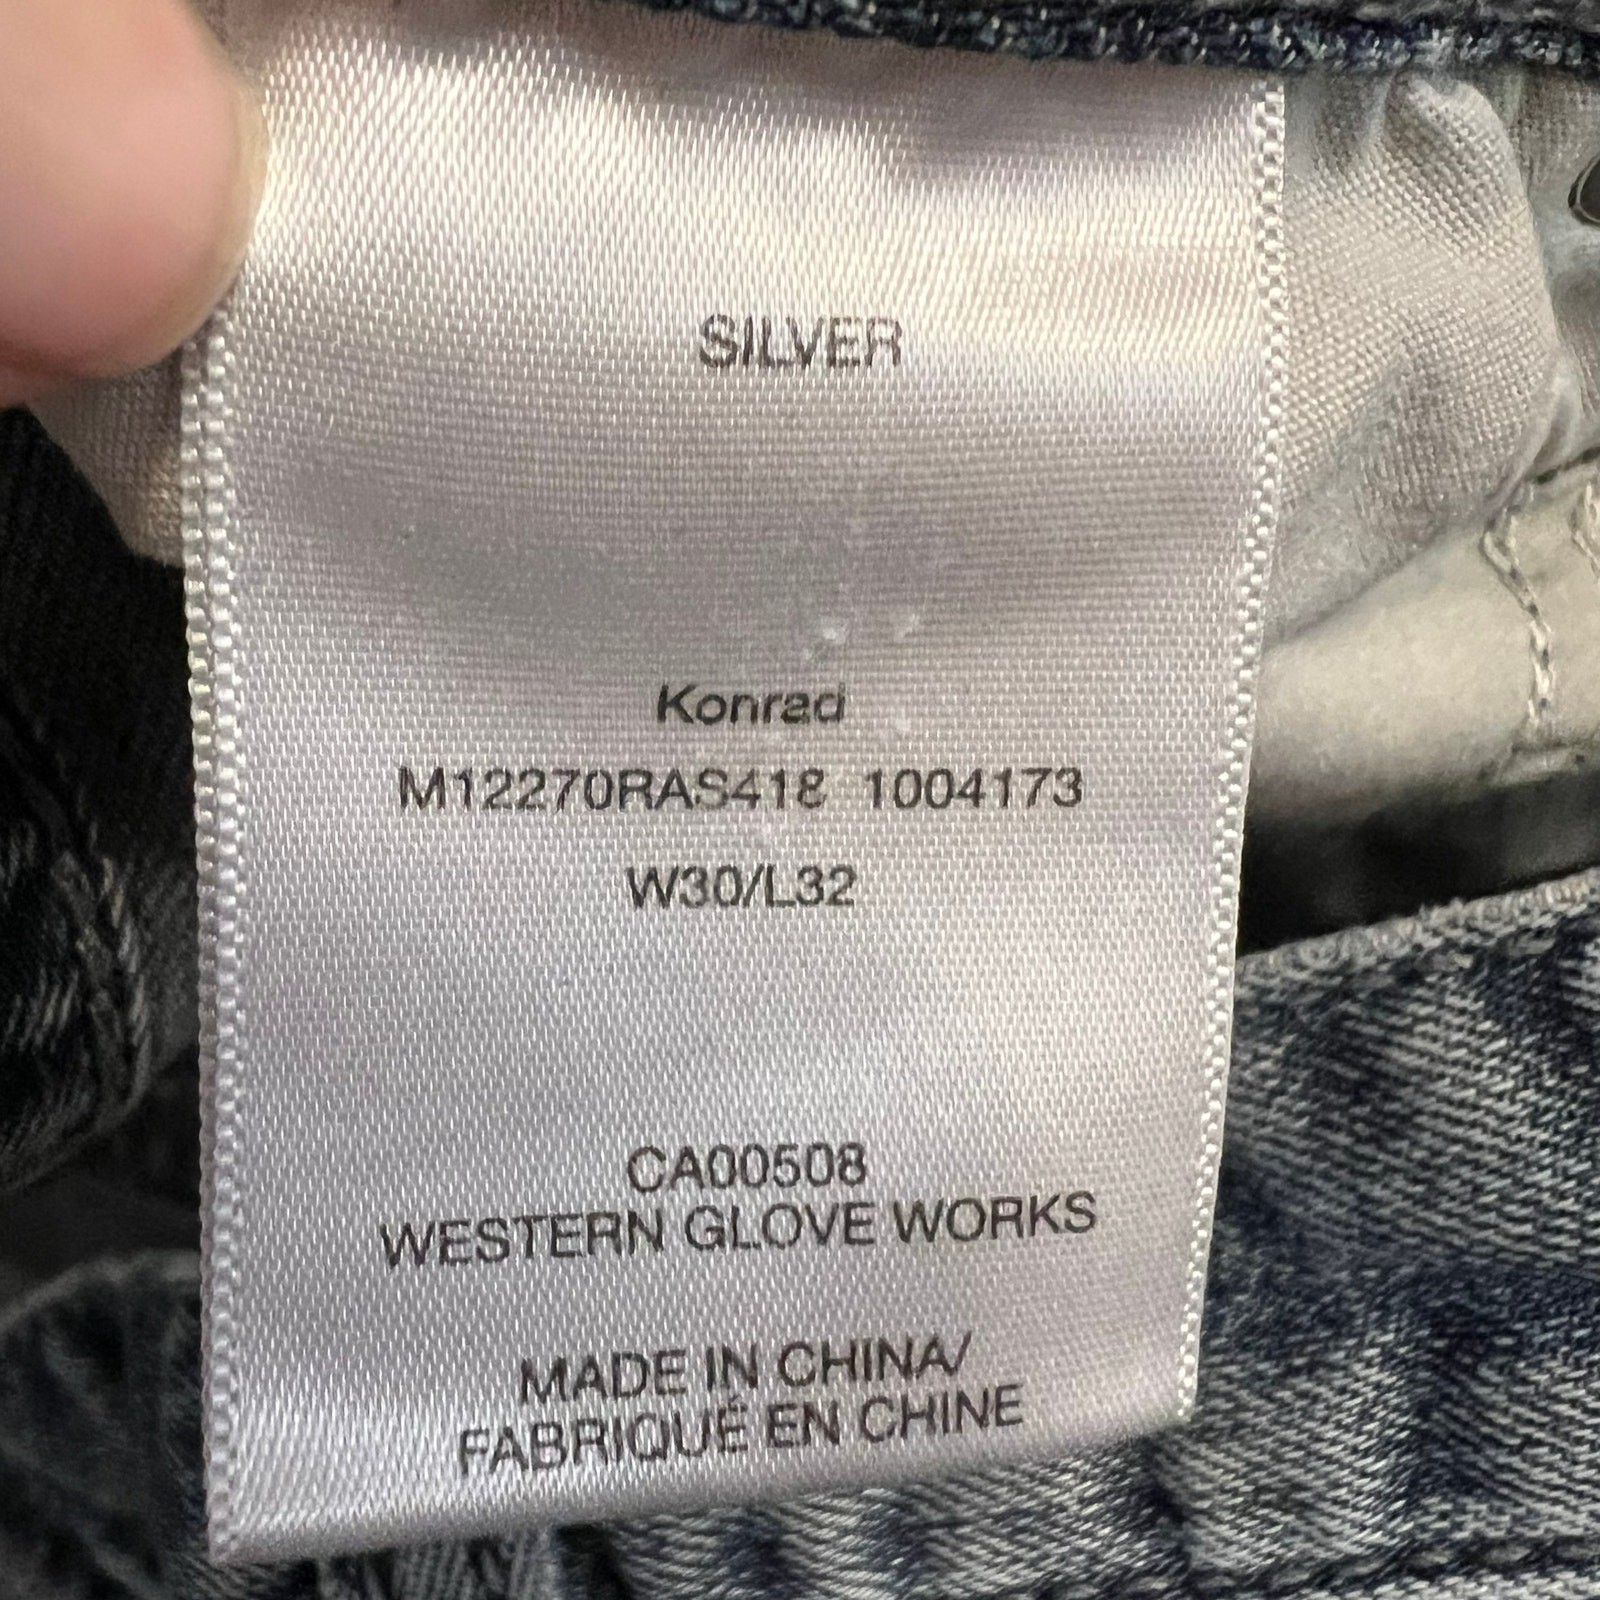 SILVER
Konrad
M12270RAS418 1004173
W30/L32
CA00508
WESTERN GLOVE WORKS
MADE IN CHINA/
FABRIQUÉ EN CHINE